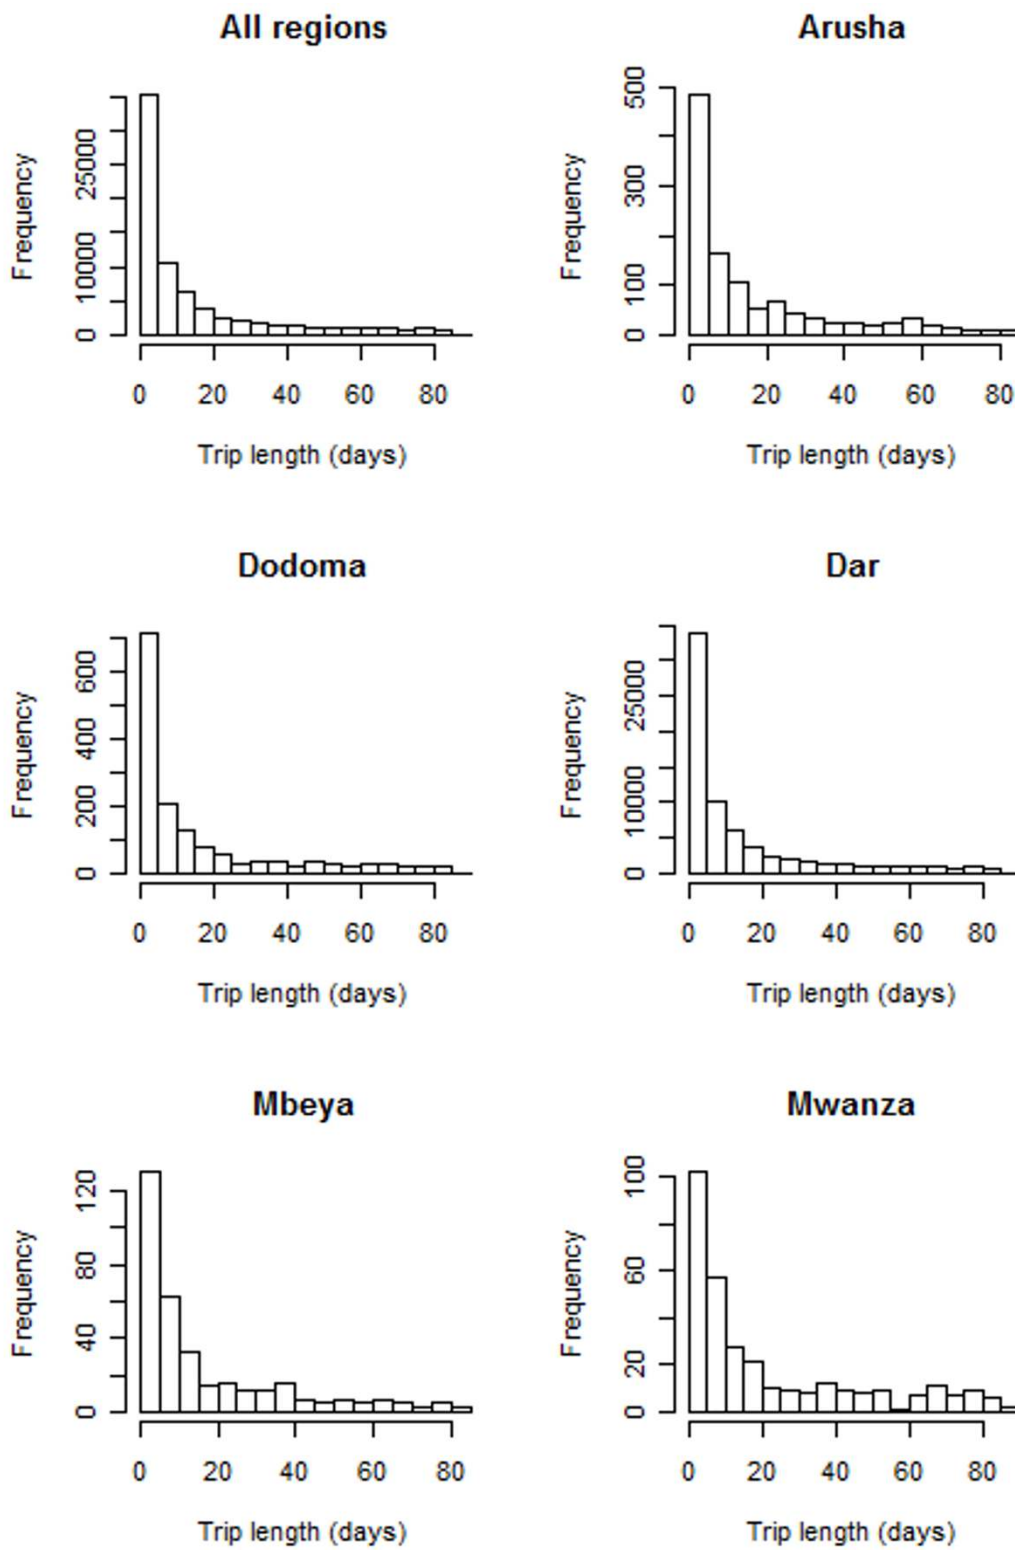 All regions
Frequency
25000
10000
0
0 20 40 60 80
Trip length (days)
Arusha
Frequency
500
300
100
0
0 20 40 60 80
Trip length (days)
Dodoma
Frequency
600
400
200
0
0 20 40 60 80
Trip length (days)
Dar
Frequency
25000
10000
0
0 20 40 60 80
Trip length (days)
Mbeya
Frequency
120
80
40
0
0 20 40 60 80
Trip length (days)
Mwanza
Frequency
100
60
20
0
0 20 40 60 80
Trip length (days)